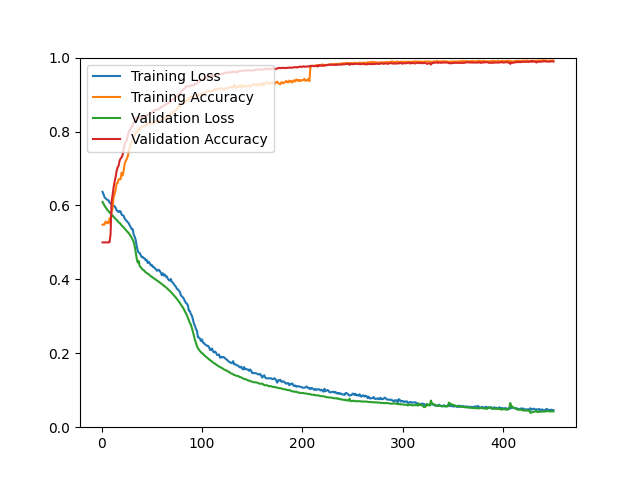 1.0
0.8
0.6
0.4
0.2
0.0
Training Loss
Training Accuracy
Validation Loss
Validation Accuracy
0 100 200 300 400